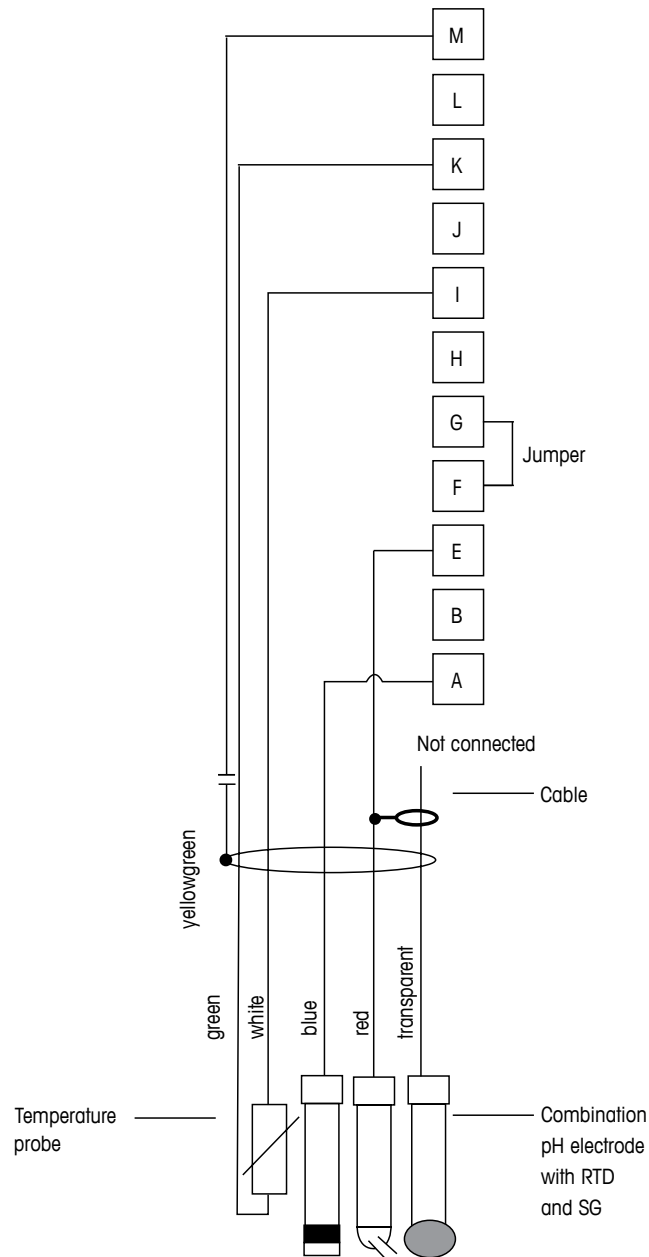 M
L
K
J
I
H
G
F
Jumper
E
B
A
Not connected
Cable
yellowgreen
green
white
blue
red
transparent
Temperature
probe
Combination
pH electrode
with RTD
and SG